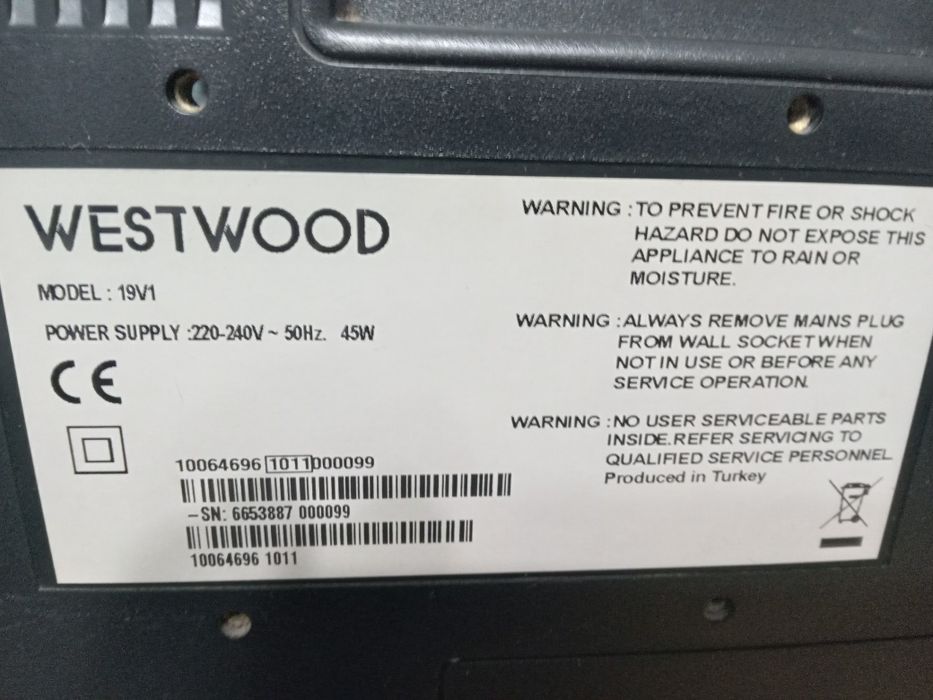 WESTWOOD
MODEL : 19V1
POWER SUPPLY :220-240V ~ 50Hz. 45W
CE
10064696 1011000099
-SN: 6653887 000099
10064696 1011
WARNING : TO PREVENT FIRE OR SHOCK
HAZARD DO NOT EXPOSE THIS
APPLIANCE TO RAIN OR
MOISTURE.
WARNING : ALWAYS REMOVE MAINS PLUG
FROM WALL SOCKET WHEN
NOT IN USE OR BEFORE ANY
SERVICE OPERATION.
WARNING : NO USER SERVICEABLE PARTS
INSIDE.REFER SERVICING TO
QUALIFIED SERVICE PERSONNEL.
Produced in Turkey